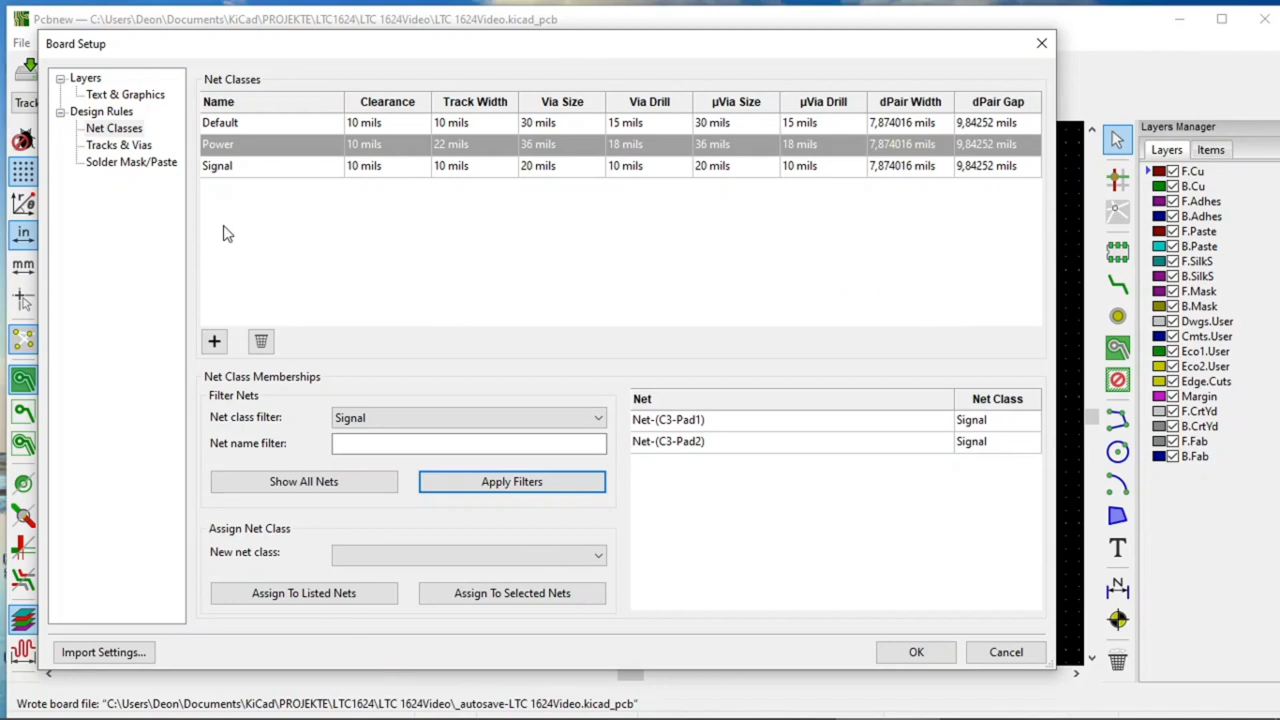 Pcbnew — C:\Users\Deon\Documents\KiCad\PROJEKTE\LTC1624\LTC 1624Video\LTC 1624Video.kicad_pcb
File
Board Setup
Track
Layers
Text & Graphics
Design Rules
Net Classes
Tracks & Vias
Solder Mask/Paste
Net Classes
Name Clearance Track Width Via Size Via Drill µVia Size µVia Drill dPair Width dPair Gap
Default 10 mils 10 mils 30 mils 15 mils 30 mils 15 mils 7,874016 mils 9,84252 mils
Power 10 mils 22 mils 36 mils 18 mils 36 mils 18 mils 7,874016 mils 9,84252 mils
Signal 10 mils 10 mils 20 mils 10 mils 20 mils 10 mils 7,874016 mils 9,84252 mils
in
mm
+
Net Class Memberships
Filter Nets
Net class filter: Signal
Net name filter:
Show All Nets Apply Filters
Net Net Class
Net-(C3-Pad1) Signal
Net-(C3-Pad2) Signal
Assign Net Class
New net class:
Assign To Listed Nets Assign To Selected Nets
Import Settings... OK Cancel
T
N
Layers Manager
Layers Items
F.Cu
B.Cu
F.Adhes
B.Adhes
F.Paste
B.Paste
F.SilkS
B.SilkS
F.Mask
B.Mask
Dwgs.User
Cmts.User
Eco1.User
Eco2.User
Edge.Cuts
Margin
F.CrtYd
B.CrtYd
F.Fab
B.Fab
Wrote board file: "C:\Users\Deon\Documents\KiCad\PROJEKTE\LTC1624\LTC 1624Video\_autosave-LTC 1624Video.kicad_pcb"